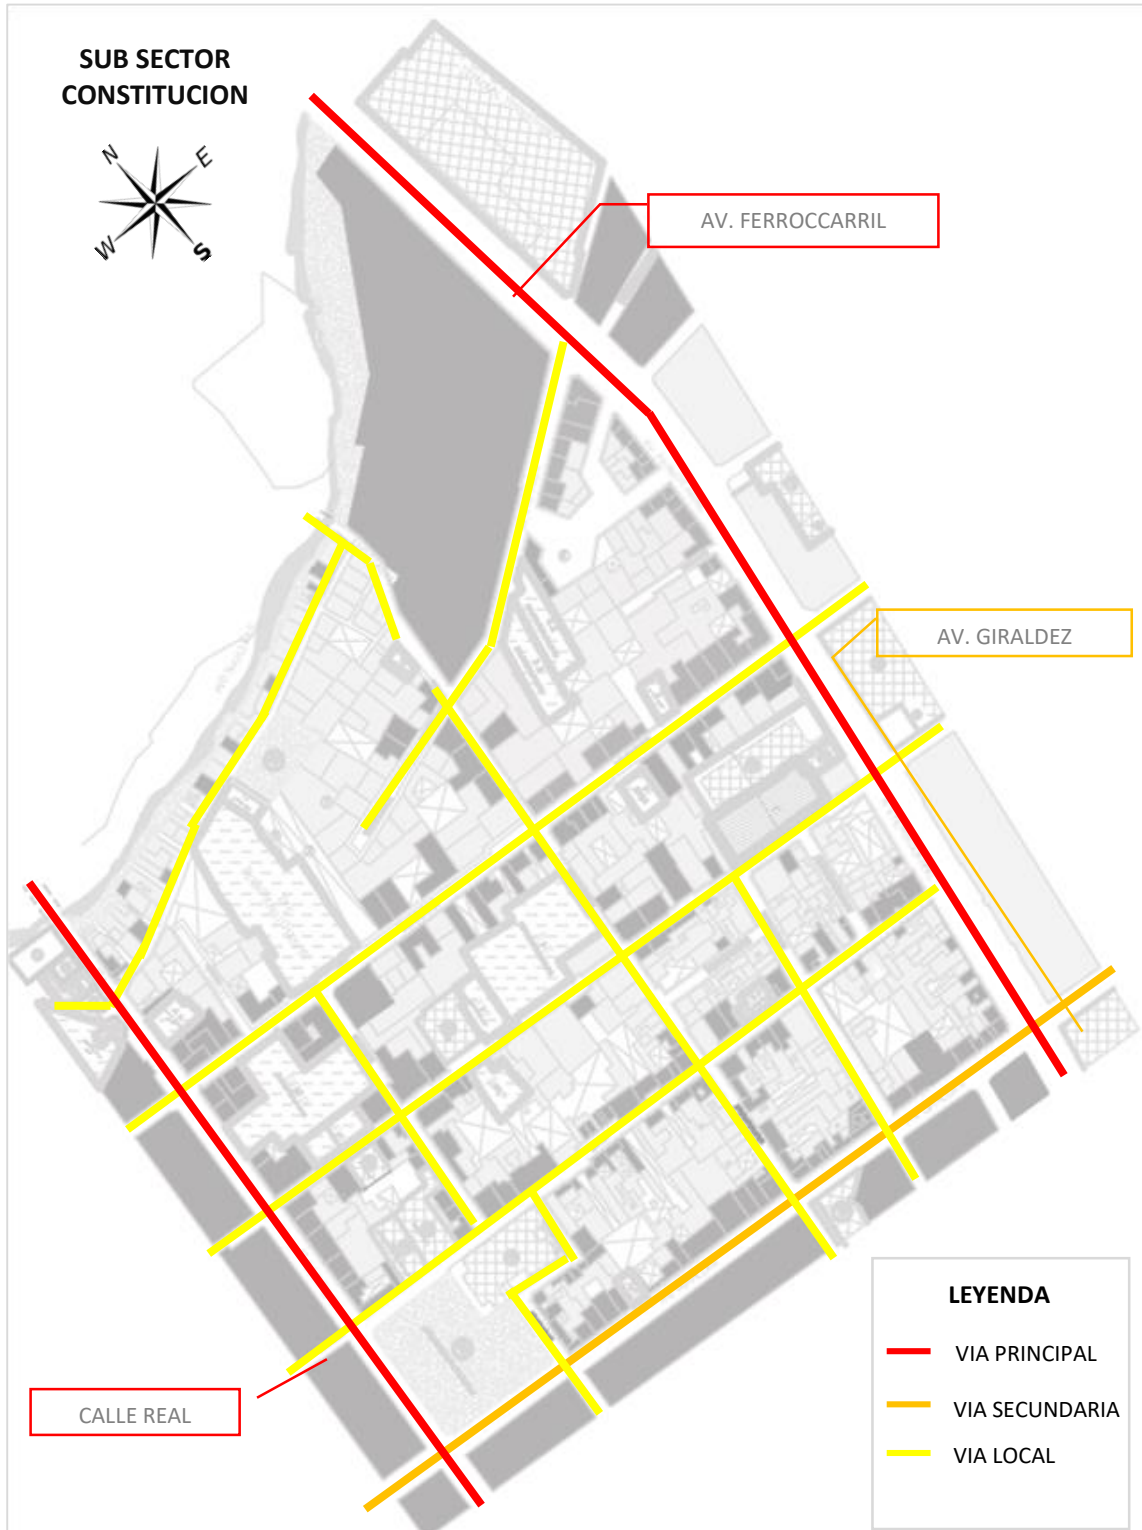 SUB SECTOR
CONSTITUCION
N
E
W
S
AV. FERROCCARRIL
AV. GIRALDEZ
CALLE REAL
LEYENDA
VIA PRINCIPAL
VIA SECUNDARIA
VIA LOCAL